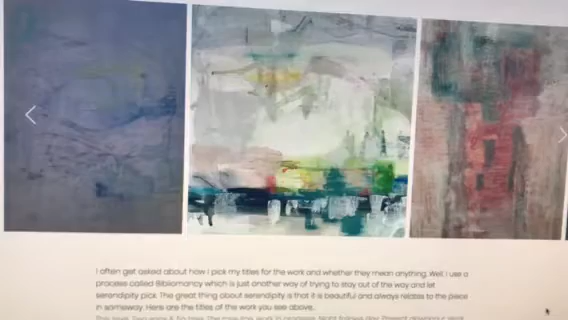 I often get asked about how I pick my titles for the work and whether they mean anything. Well I use a
process called Bibliomancy which is just another way of trying to stay out of the way and let
serendipity pick. The great thing about serendipity is that it is beautiful and always relates to the piece
in someway. Here are the titles of the work you see above.